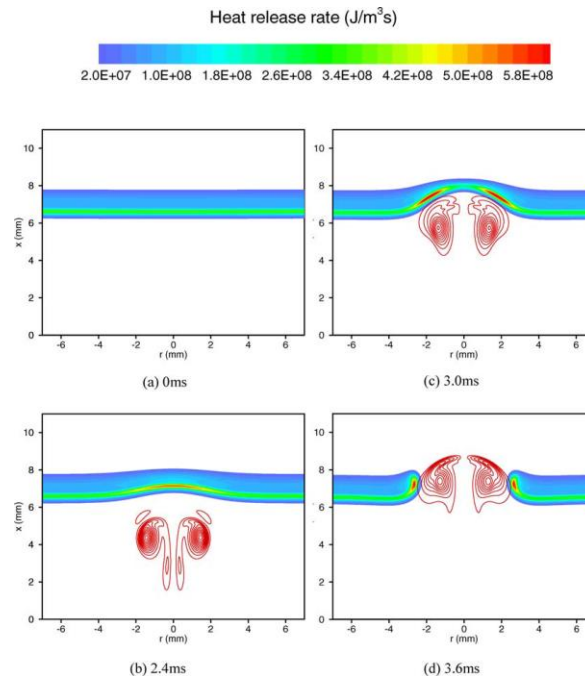 Heat release rate (J/m³s)
2.0E+07 1.0E+08 1.8E+08 2.6E+08 3.4E+08 4.2E+08 5.0E+08 5.8E+08
10
8
6
4
2
0
x (mm)
-6 -4 -2 0 2 4 6
r (mm)
(a) 0ms
10
8
6
4
2
0
x (mm)
-6 -4 -2 0 2 4 6
r (mm)
(c) 3.0ms
10
8
6
4
2
0
x (mm)
-6 -4 -2 0 2 4 6
r (mm)
(b) 2.4ms
10
8
6
4
2
0
x (mm)
-6 -4 -2 0 2 4 6
r (mm)
(d) 3.6ms